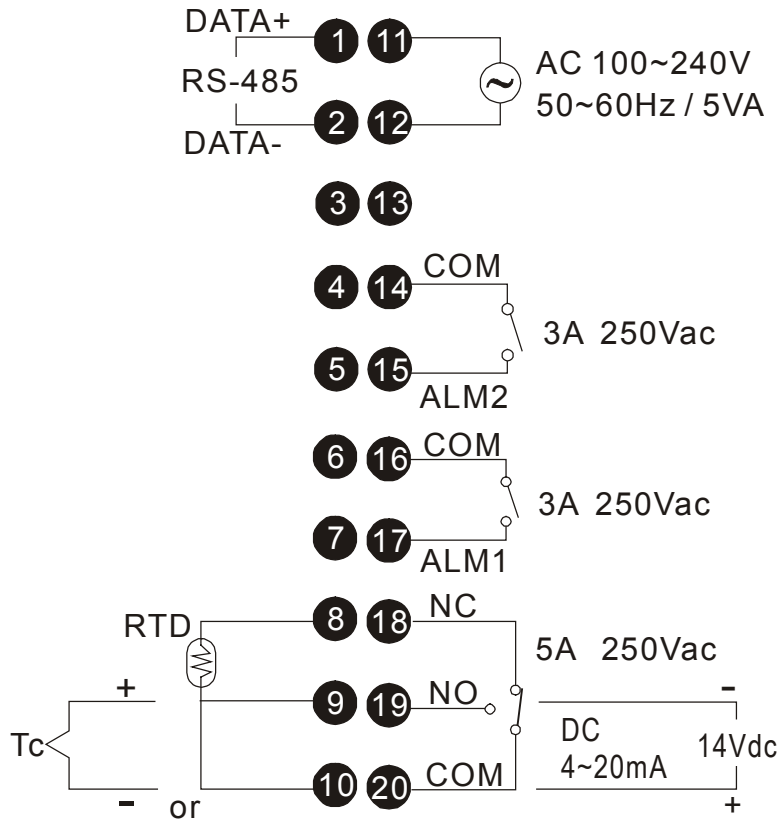 DATA+
1 11
RS-485
AC 100~240V
50~60Hz / 5VA
2 12
DATA-
3 13
4 14 COM
3A 250Vac
5 15
ALM2
6 16 COM
3A 250Vac
7 17
ALM1
RTD 8 18 NC
5A 250Vac
+ 9 19 NO -
Tc
DC
4~20mA
14Vdc
- or 10 20 COM +